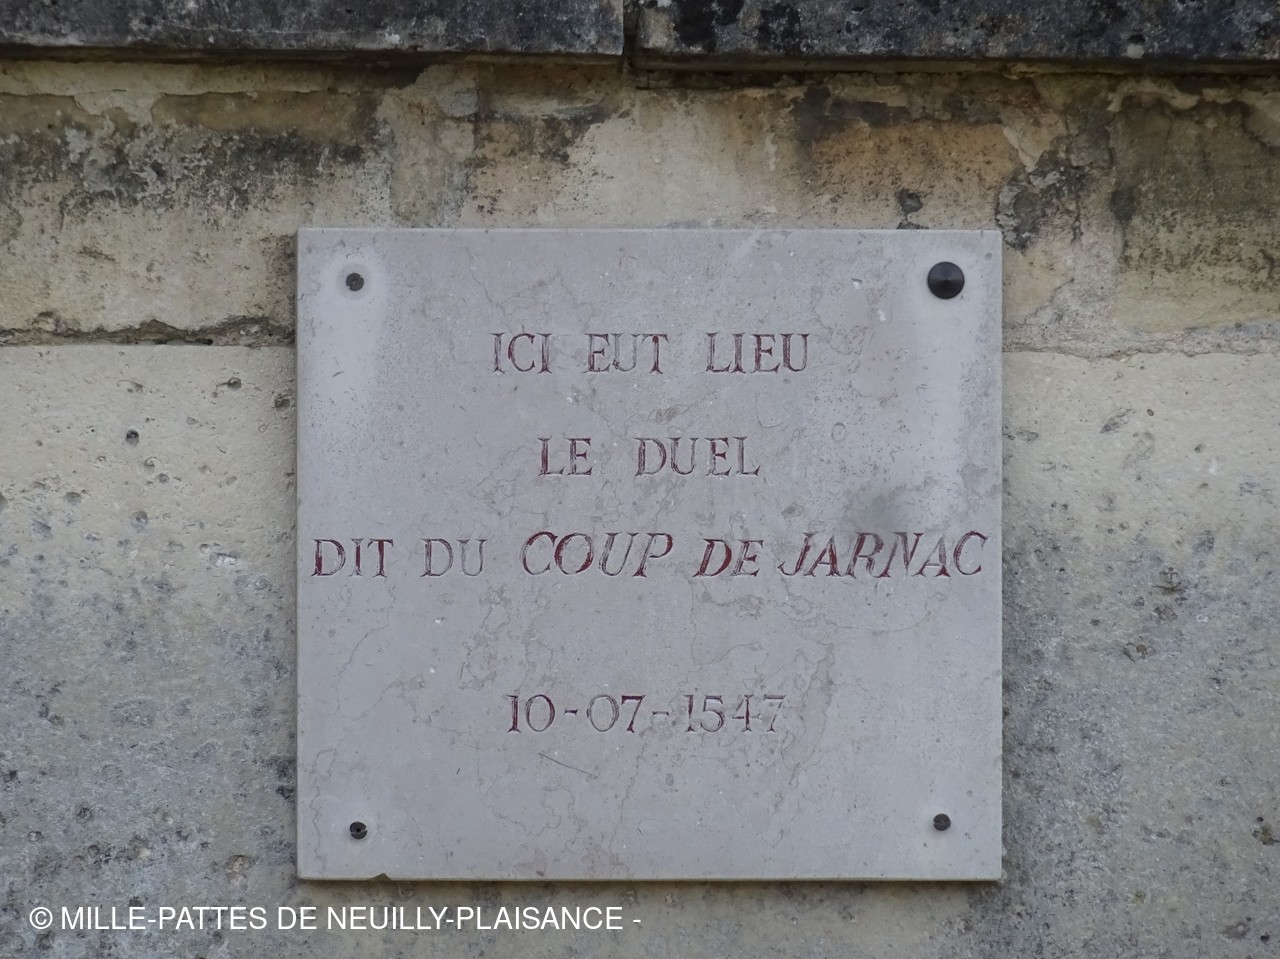 ICI EUT LIEU
LE DUEL
DIT DU COUP DE JARNAC
10-07-1547
© MILLE-PATTES DE NEUILLY-PLAISANCE -